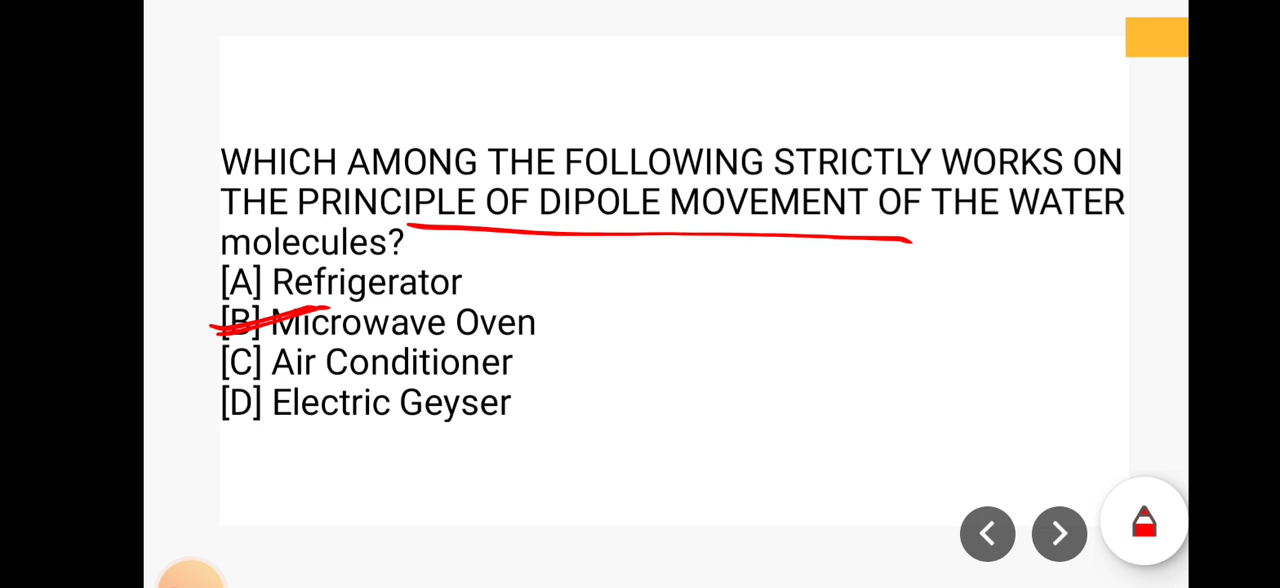 WHICH AMONG THE FOLLOWING STRICTLY WORKS ON
THE PRINCIPLE OF DIPOLE MOVEMENT OF THE WATER
molecules?
[A] Refrigerator
[B] Microwave Oven
[C] Air Conditioner
[D] Electric Geyser